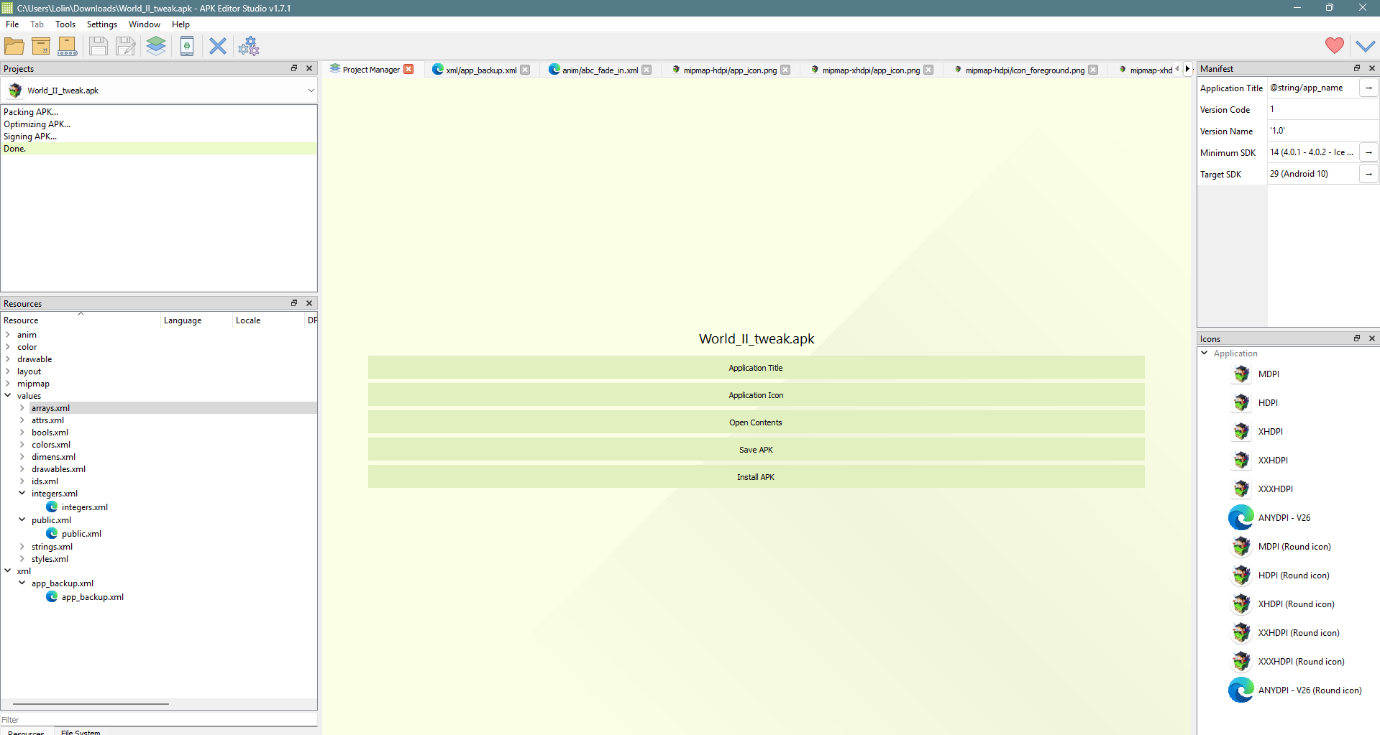 C:\Users\Lolin\Downloads\World_II_tweak.apk - APK Editor Studio v1.7.1
File Tab Tools Settings Window Help
Projects
World_II_tweak.apk
Packing APK...
Optimizing APK...
Signing APK...
Done.
Resources
Resource Language Locale DF
anim
color
drawable
layout
mipmap
values
arrays.xml
attrs.xml
bools.xml
colors.xml
dimens.xml
drawables.xml
ids.xml
integers.xml
integers.xml
public.xml
public.xml
strings.xml
styles.xml
xml
app_backup.xml
app_backup.xml
Filter
Resources File System
Project Manager xml/app_backup.xml anim/abc_fade_in.xml mipmap-hdpi/app_icon.png mipmap-xhdpi/app_icon.png mipmap-hdpi/icon_foreground.png mipmap-xhd
World_II_tweak.apk
Application Title
Application Icon
Open Contents
Save APK
Install APK
Manifest
Application Title @string/app_name
Version Code 1
Version Name '1.0'
Minimum SDK 14 (4.0.1 - 4.0.2 - Ice ...
Target SDK 29 (Android 10)
Icons
Application
MDPI
HDPI
XHDPI
XXHDPI
XXXHDPI
ANYDPI - V26
MDPI (Round icon)
HDPI (Round icon)
XHDPI (Round icon)
XXHDPI (Round icon)
XXXHDPI (Round icon)
ANYDPI - V26 (Round icon)